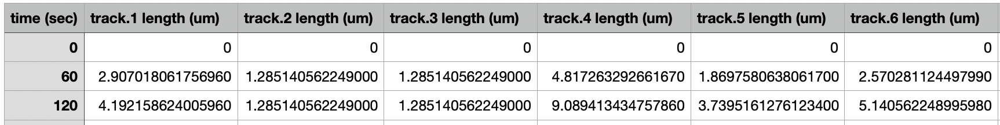 time (sec) track.1 length (um) track.2 length (um) track.3 length (um) track.4 length (um) track.5 length (um) track.6 length (um)
0 0 0 0 0 0 0
60 2.907018061756960 1.285140562249000 1.285140562249000 4.817263292661670 1.8697580638061700 2.570281124497990
120 4.192158624005960 1.285140562249000 1.285140562249000 9.089413434757860 3.7395161276123400 5.140562248995980